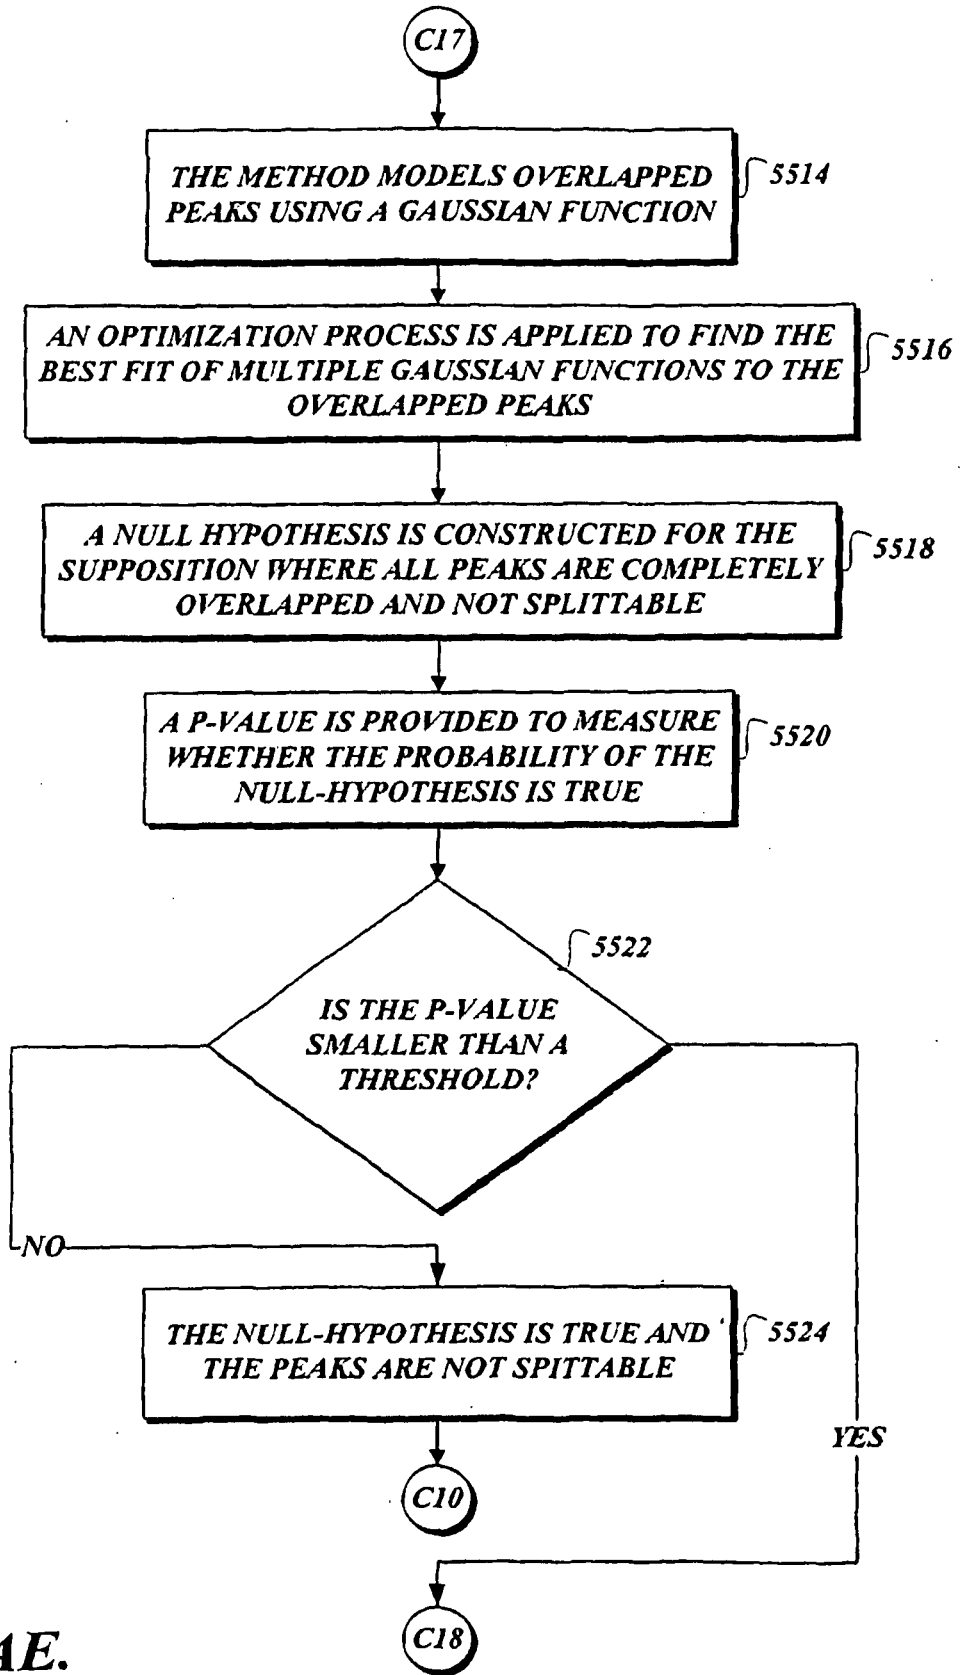 C17
THE METHOD MODELS OVERLAPPED
PEAKS USING A GAUSSIAN FUNCTION
5514
AN OPTIMIZATION PROCESS IS APPLIED TO FIND THE
BEST FIT OF MULTIPLE GAUSSIAN FUNCTIONS TO THE
OVERLAPPED PEAKS
5516
A NULL HYPOTHESIS IS CONSTRUCTED FOR THE
SUPPOSITION WHERE ALL PEAKS ARE COMPLETELY
OVERLAPPED AND NOT SPLITTABLE
5518
A P-VALUE IS PROVIDED TO MEASURE
WHETHER THE PROBABILITY OF THE
NULL-HYPOTHESIS IS TRUE
5520
5522
IS THE P-VALUE
SMALLER THAN A
THRESHOLD?
NO
THE NULL-HYPOTHESIS IS TRUE AND
THE PEAKS ARE NOT SPITTABLE
5524
YES
C10
C18
AE.